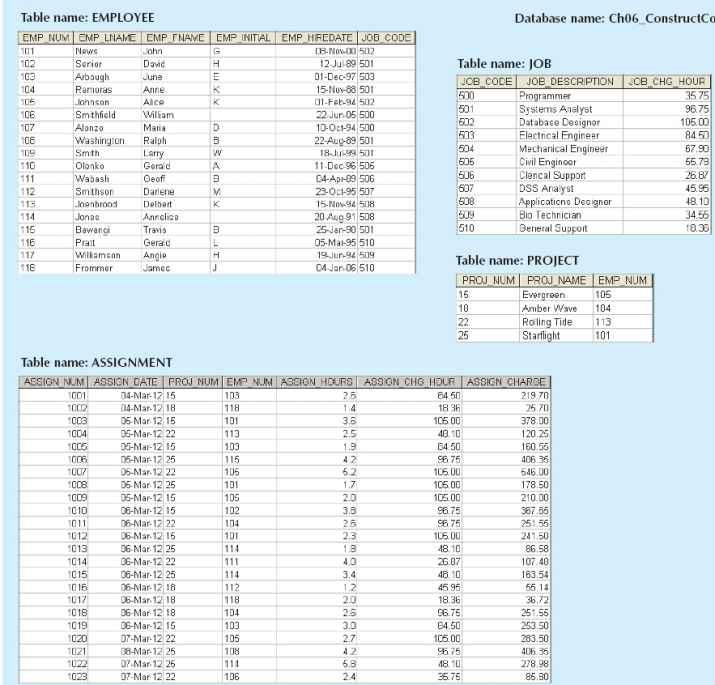 Table name: EMPLOYEE
Database name: Ch06_ConstructCo
EMP_NUM EMP_LNAME EMP_FNAME EMP_INITIAL EMP_HIREDATE JOB_CODE
101 News John G 08-Nov-00 502
102 Senior David H 12-Jul-89 501
103 Arbough June E 01-Dec-97 503
104 Ramoras Anne K 15-Nov-88 501
105 Johnson Alice K 01-Feb-94 502
106 Smithfield William 22-Jun-05 500
107 Alonzo Maria D 10-Oct-94 500
108 Washington Ralph B 22-Aug-89 501
109 Smith Larry W 18-Jul-99 501
110 Olenko Gerald A 11-Dec-96 505
111 Wabash Geoff B 04-Apr-89 506
112 Smithson Darlene M 23-Oct-95 507
113 Joenbrood Delbert K 15-Nov-94 508
114 Jones Annelise 20-Aug-91 508
115 Bawangi Travis B 25-Jan-90 501
116 Pratt Gerald L 05-Mar-95 510
117 Williamson Angie H 19-Jun-94 509
118 Frommer James J 04-Jan-06 510
Table name: JOB
JOB_CODE JOB_DESCRIPTION JOB_CHG_HOUR
500 Programmer 35.75
501 Systems Analyst 96.75
502 Database Designer 105.00
503 Electrical Engineer 84.50
504 Mechanical Engineer 67.90
505 Civil Engineer 55.78
506 Clerical Support 26.87
507 DSS Analyst 45.95
508 Applications Designer 48.10
509 Bio Technician 34.55
510 General Support 18.36
Table name: PROJECT
PROJ_NUM PROJ_NAME EMP_NUM
15 Evergreen 105
18 Amber Wave 104
22 Rolling Tide 113
25 Starflight 101
Table name: ASSIGNMENT
ASSIGN_NUM ASSIGN_DATE PROJ_NUM EMP_NUM ASSIGN_HOURS ASSIGN_CHG_HOUR ASSIGN_CHARGE
1001 04-Mar-12 15 103 2.6 84.50 219.70
1002 04-Mar-12 18 118 1.4 18.36 25.70
1003 05-Mar-12 15 101 3.6 105.00 378.00
1004 05-Mar-12 22 113 2.5 48.10 120.25
1005 05-Mar-12 15 103 1.9 84.50 160.55
1006 05-Mar-12 25 115 4.2 96.75 406.35
1007 05-Mar-12 22 105 5.2 105.00 546.00
1008 05-Mar-12 25 101 1.7 105.00 178.50
1009 05-Mar-12 15 105 2.0 105.00 210.00
1010 06-Mar-12 15 102 3.8 96.75 367.65
1011 06-Mar-12 22 104 2.6 96.75 251.55
1012 06-Mar-12 15 101 2.3 105.00 241.50
1013 06-Mar-12 25 114 1.8 48.10 86.58
1014 06-Mar-12 22 111 4.0 26.87 107.48
1015 06-Mar-12 25 114 3.4 48.10 163.54
1016 06-Mar-12 18 112 1.2 45.95 55.14
1017 06-Mar-12 18 118 2.0 18.36 36.72
1018 06-Mar-12 18 104 2.6 96.75 251.55
1019 06-Mar-12 15 103 3.0 84.50 253.50
1020 07-Mar-12 22 105 2.7 105.00 283.50
1021 08-Mar-12 25 108 4.2 96.75 406.35
1022 07-Mar-12 25 114 5.8 48.10 278.98
1023 07-Mar-12 22 106 2.4 35.75 85.80